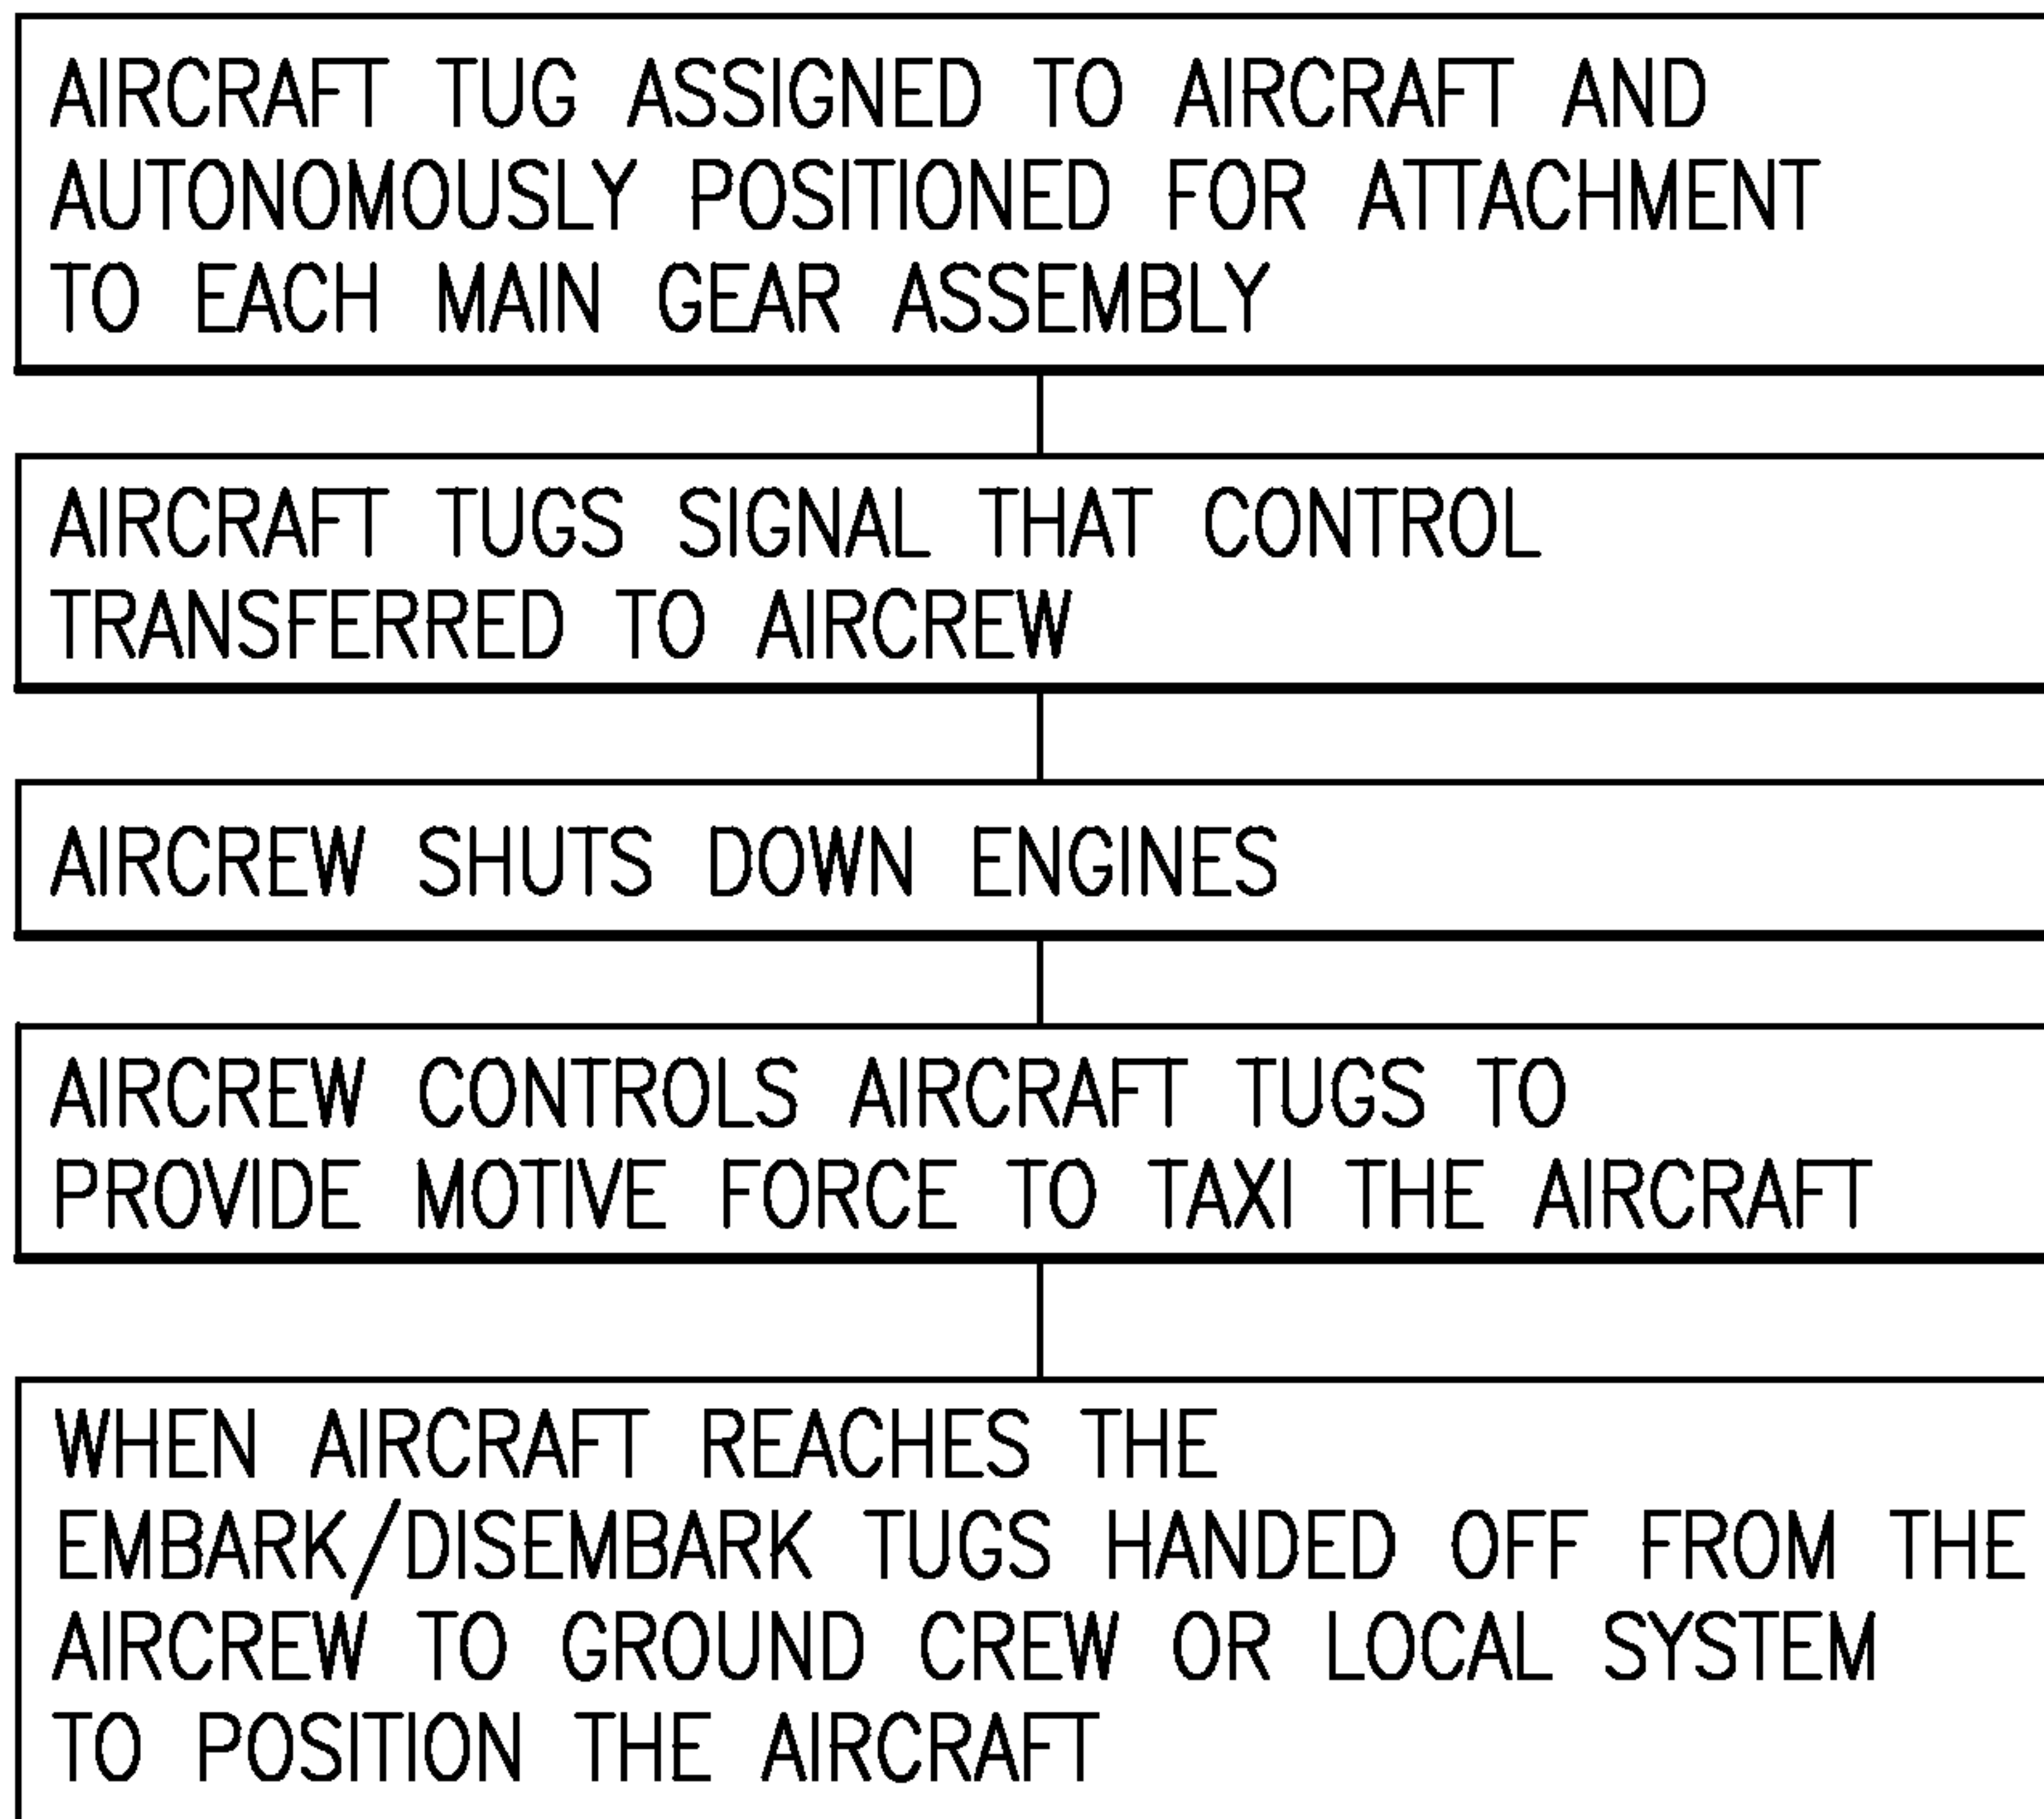 AIRCRAFT TUG ASSIGNED TO AIRCRAFT AND
AUTONOMOUSLY POSITIONED FOR ATTACHMENT
TO EACH MAIN GEAR ASSEMBLY
AIRCRAFT TUGS SIGNAL THAT CONTROL
TRANSFERRED TO AIRCREW
AIRCREW SHUTS DOWN ENGINES
AIRCREW CONTROLS AIRCRAFT TUGS TO
PROVIDE MOTIVE FORCE TO TAXI THE AIRCRAFT
WHEN AIRCRAFT REACHES THE
EMBARK/DISEMBARK TUGS HANDED OFF FROM THE
AIRCREW TO GROUND CREW OR LOCAL SYSTEM
TO POSITION THE AIRCRAFT